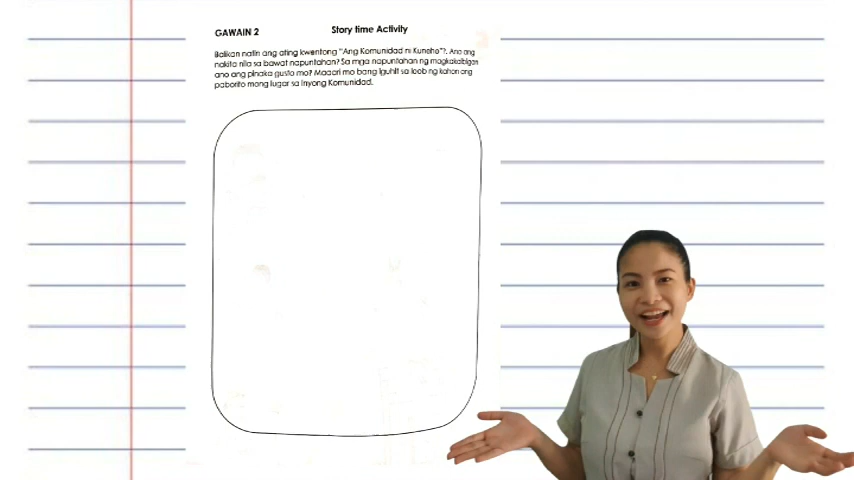 GAWAIN 2 Story time Activity
Balikan natin ang ating kwentong "Ang Komunidad ni Kuneho"?. Ano ang
nakita nila sa bawat napuntahan? Sa mga napuntahan ng magkakaibigan
ano ang pinaka gusto mo? Maaari mo bang iguhit sa loob ng kahon ang
paborito mong lugar sa inyong Komunidad.